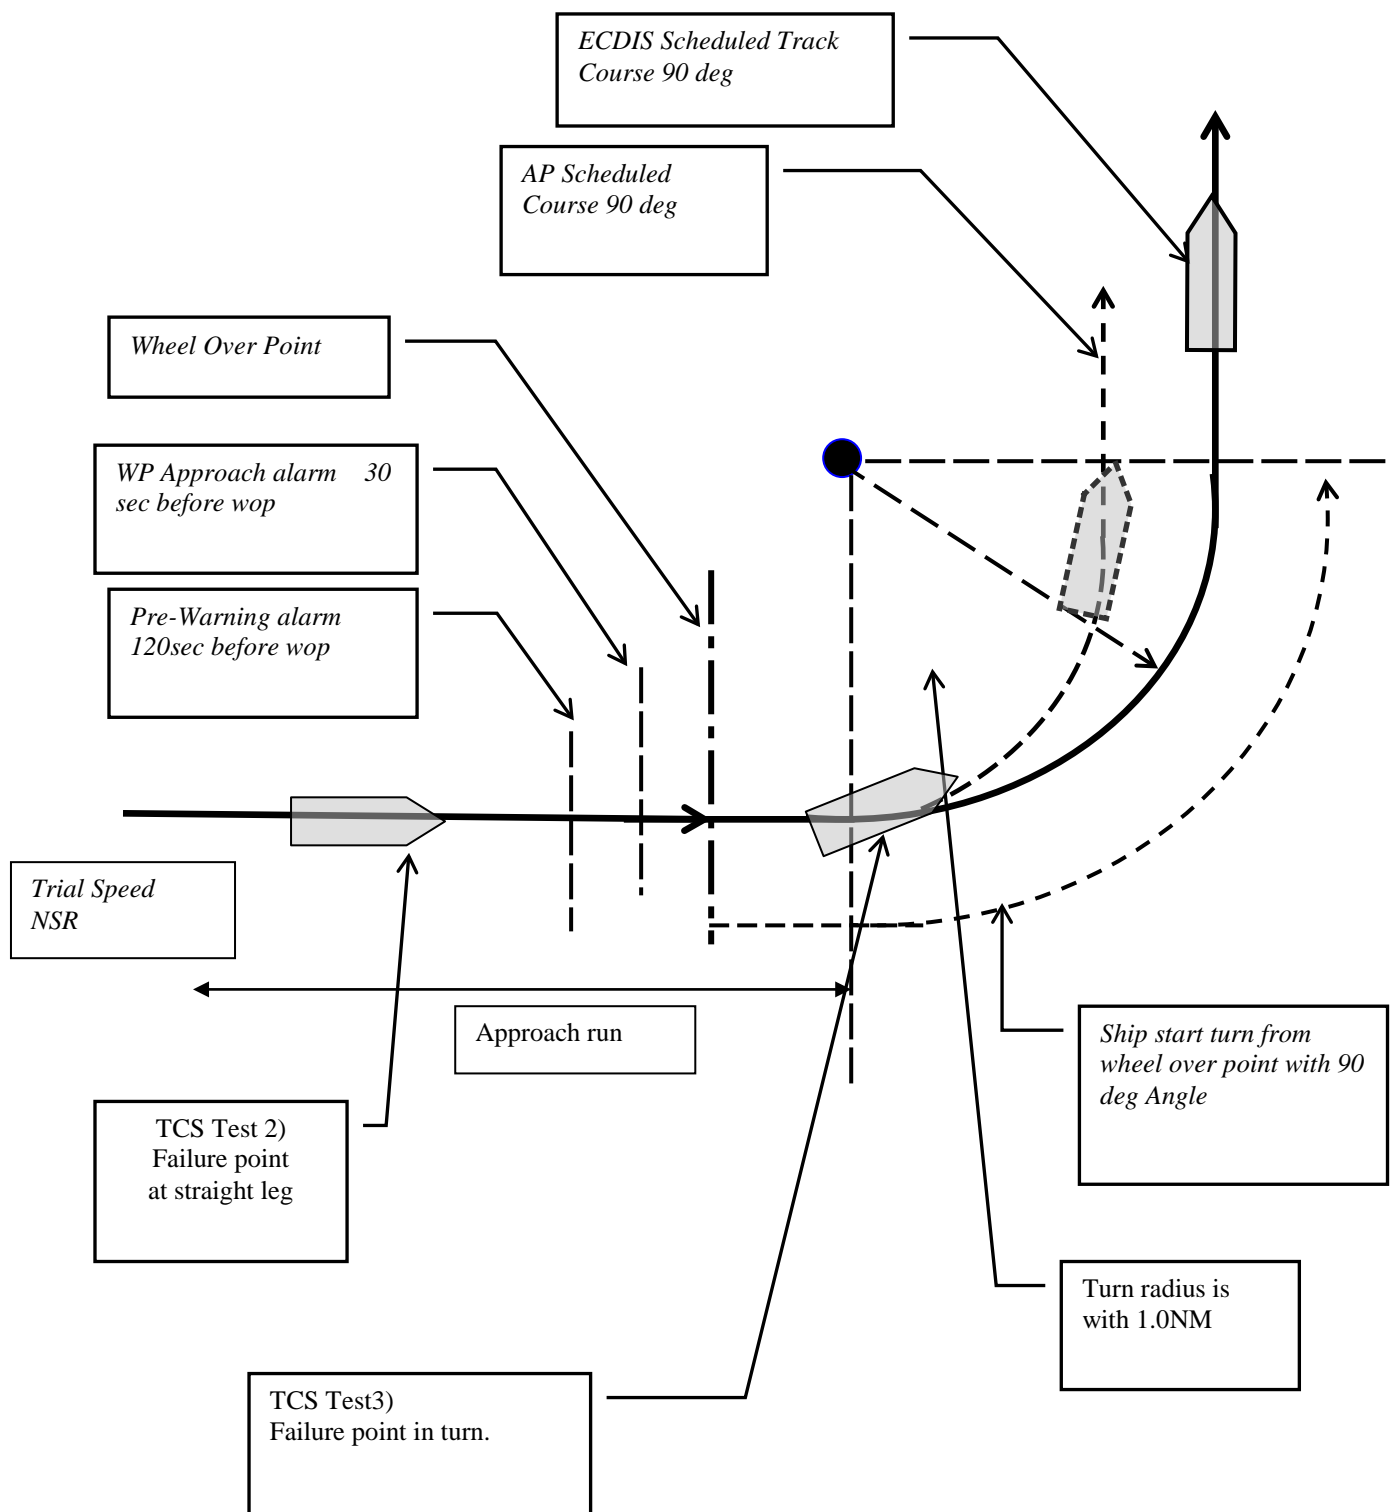 ECDIS Scheduled Track
Course 90 deg
AP Scheduled
Course 90 deg
Wheel Over Point
WP Approach alarm 30
sec before wop
Pre-Warning alarm
120sec before wop
Trial Speed
NSR
Approach run
Ship start turn from
wheel over point with 90
deg Angle
TCS Test 2)
Failure point
at straight leg
Turn radius is
with 1.0NM
TCS Test3)
Failure point in turn.